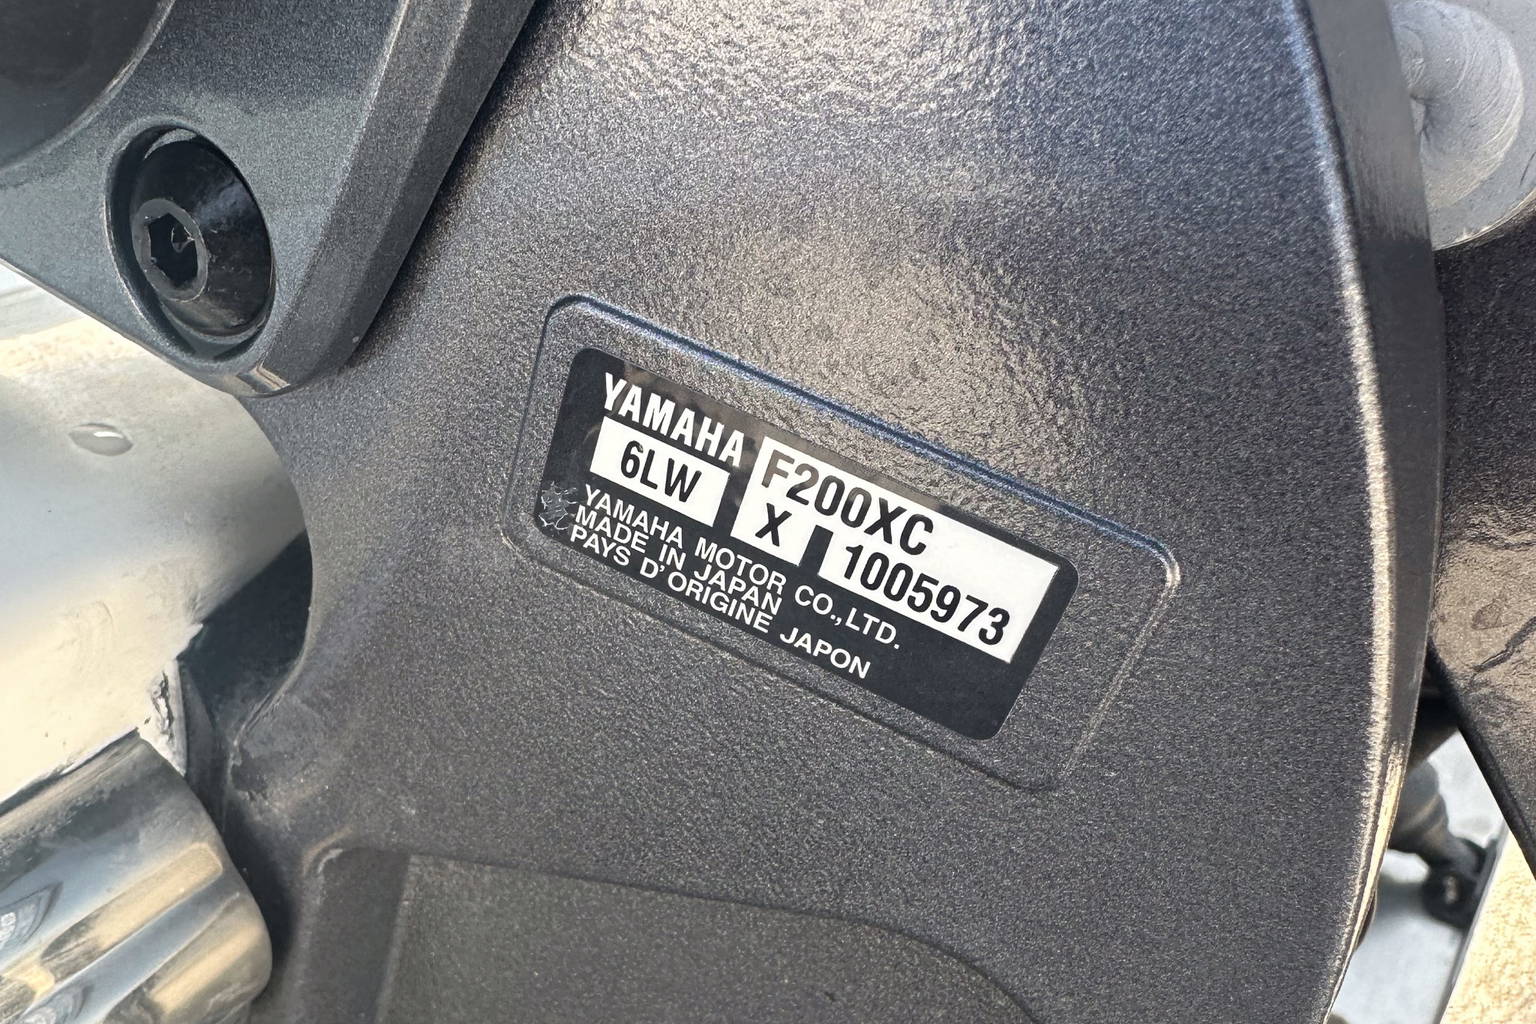 YAMAHA
F200XC
6LW
X 1005973
YAMAHA MOTOR CO.,LTD.
MADE IN JAPAN
PAYS D'ORIGINE JAPON